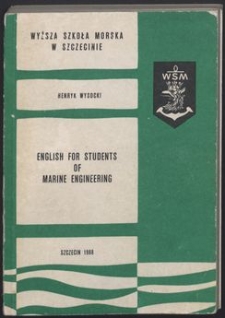 WYŻSZA SZKOŁA MORSKA
W SZCZECINIE
WSM
HENRYK WYSOCKI
ENGLISH FOR STUDENTS
OF
MARINE ENGINEERING
SZCZECIN 1988